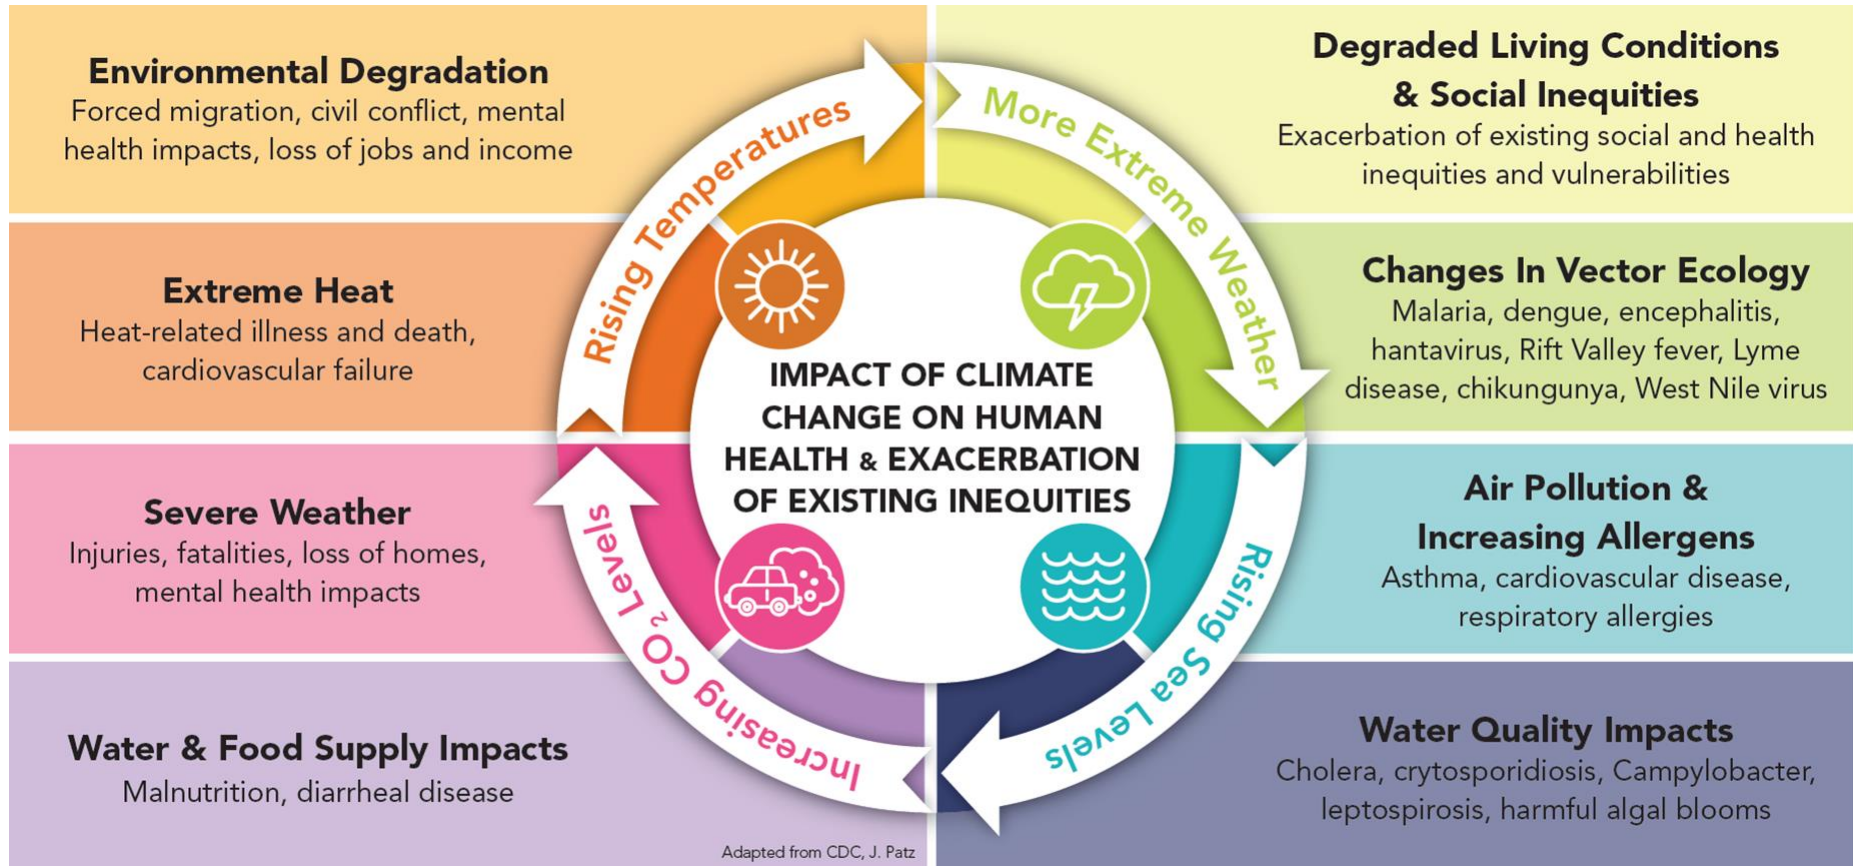 Environmental Degradation
Forced migration, civil conflict, mental
health impacts, loss of jobs and income
Extreme Heat
Heat-related illness and death,
cardiovascular failure
Severe Weather
Injuries, fatalities, loss of homes,
mental health impacts
Water & Food Supply Impacts
Malnutrition, diarrheal disease
Rising Temperatures
More Extreme Weather
Rising Sea Levels
Increasing CO₂ Levels
IMPACT OF CLIMATE
CHANGE ON HUMAN
HEALTH & EXACERBATION
OF EXISTING INEQUITIES
Degraded Living Conditions
& Social Inequities
Exacerbation of existing social and health
inequities and vulnerabilities
Changes In Vector Ecology
Malaria, dengue, encephalitis,
hantavirus, Rift Valley fever, Lyme
disease, chikungunya, West Nile virus
Air Pollution &
Increasing Allergens
Asthma, cardiovascular disease,
respiratory allergies
Water Quality Impacts
Cholera, crytosporidiosis, Campylobacter,
leptospirosis, harmful algal blooms
Adapted from CDC, J. Patz